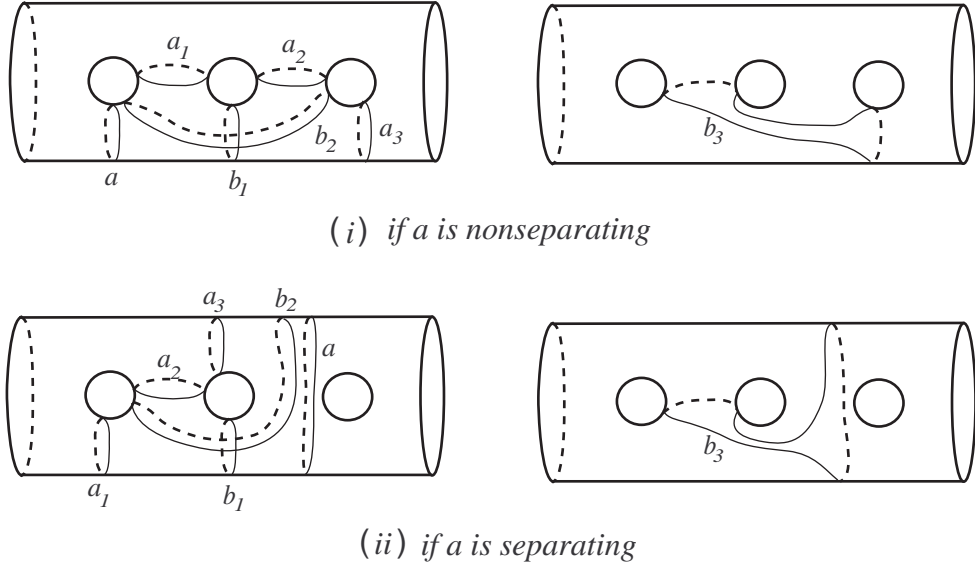 a₁ a₂
b₂ a₃
a b₁ b₃
(i) if a is nonseparating
a₃ b₂
a₂ a
a₁ b₁ b₃
(ii) if a is separating